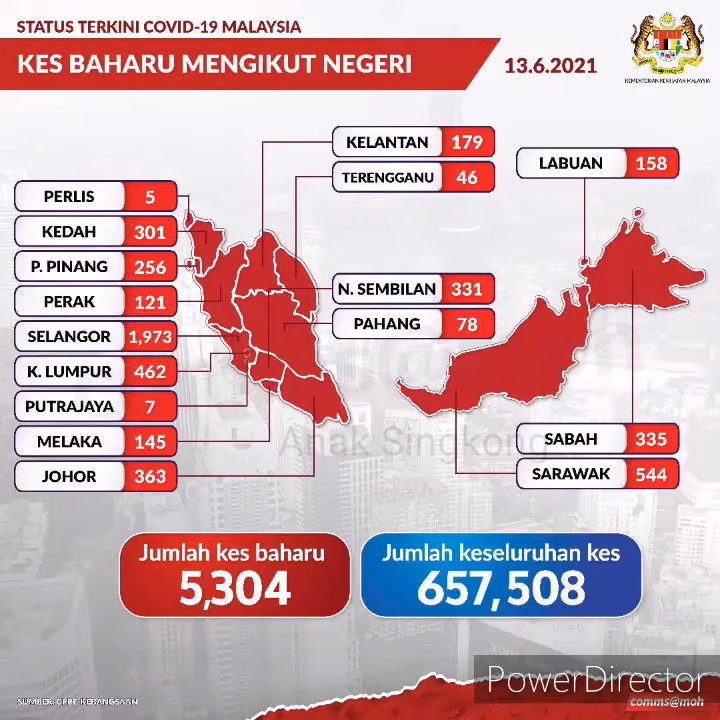 STATUS TERKINI COVID-19 MALAYSIA
KES BAHARU MENGIKUT NEGERI
13.6.2021
KEMENTERIAN KESIHATAN MALAYSIA
KELANTAN 179
TERENGGANU 46
LABUAN 158
PERLIS 5
KEDAH 301
P. PINANG 256
PERAK 121
SELANGOR 1,973
K. LUMPUR 462
PUTRAJAYA 7
MELAKA 145
JOHOR 363
N. SEMBILAN 331
PAHANG 78
Anak Singkong
SABAH 335
SARAWAK 544
Jumlah kes baharu
5,304
Jumlah keseluruhan kes
657,508
PowerDirector
SUMBER: CPRC KEBANGSAAN
comms@moh